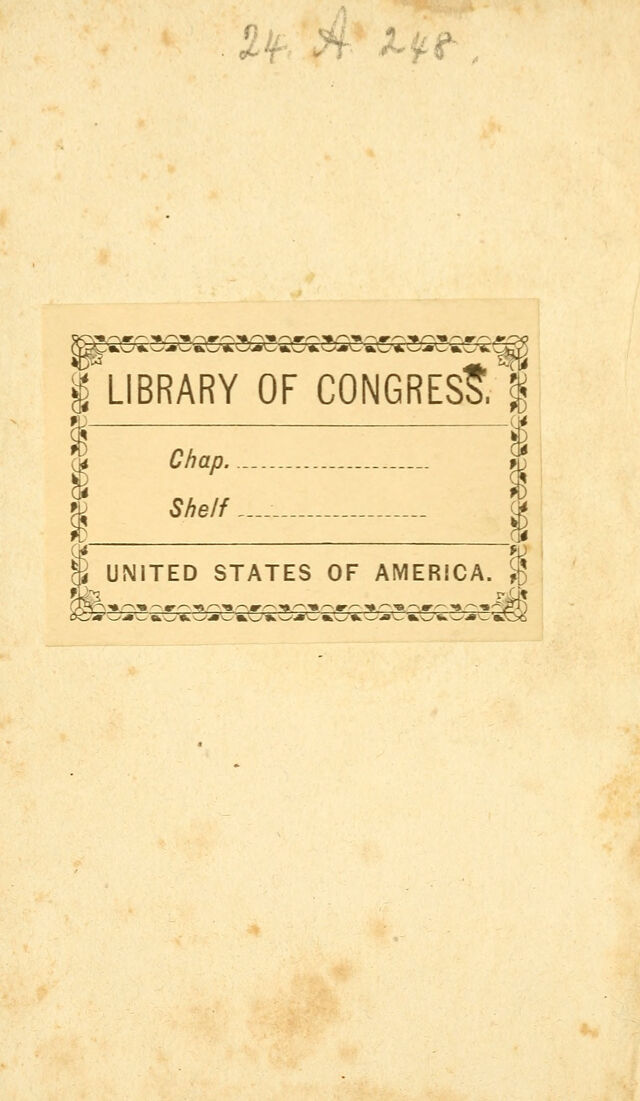 24. A. 248.
LIBRARY OF CONGRESS.
Chap.
Shelf
UNITED STATES OF AMERICA.